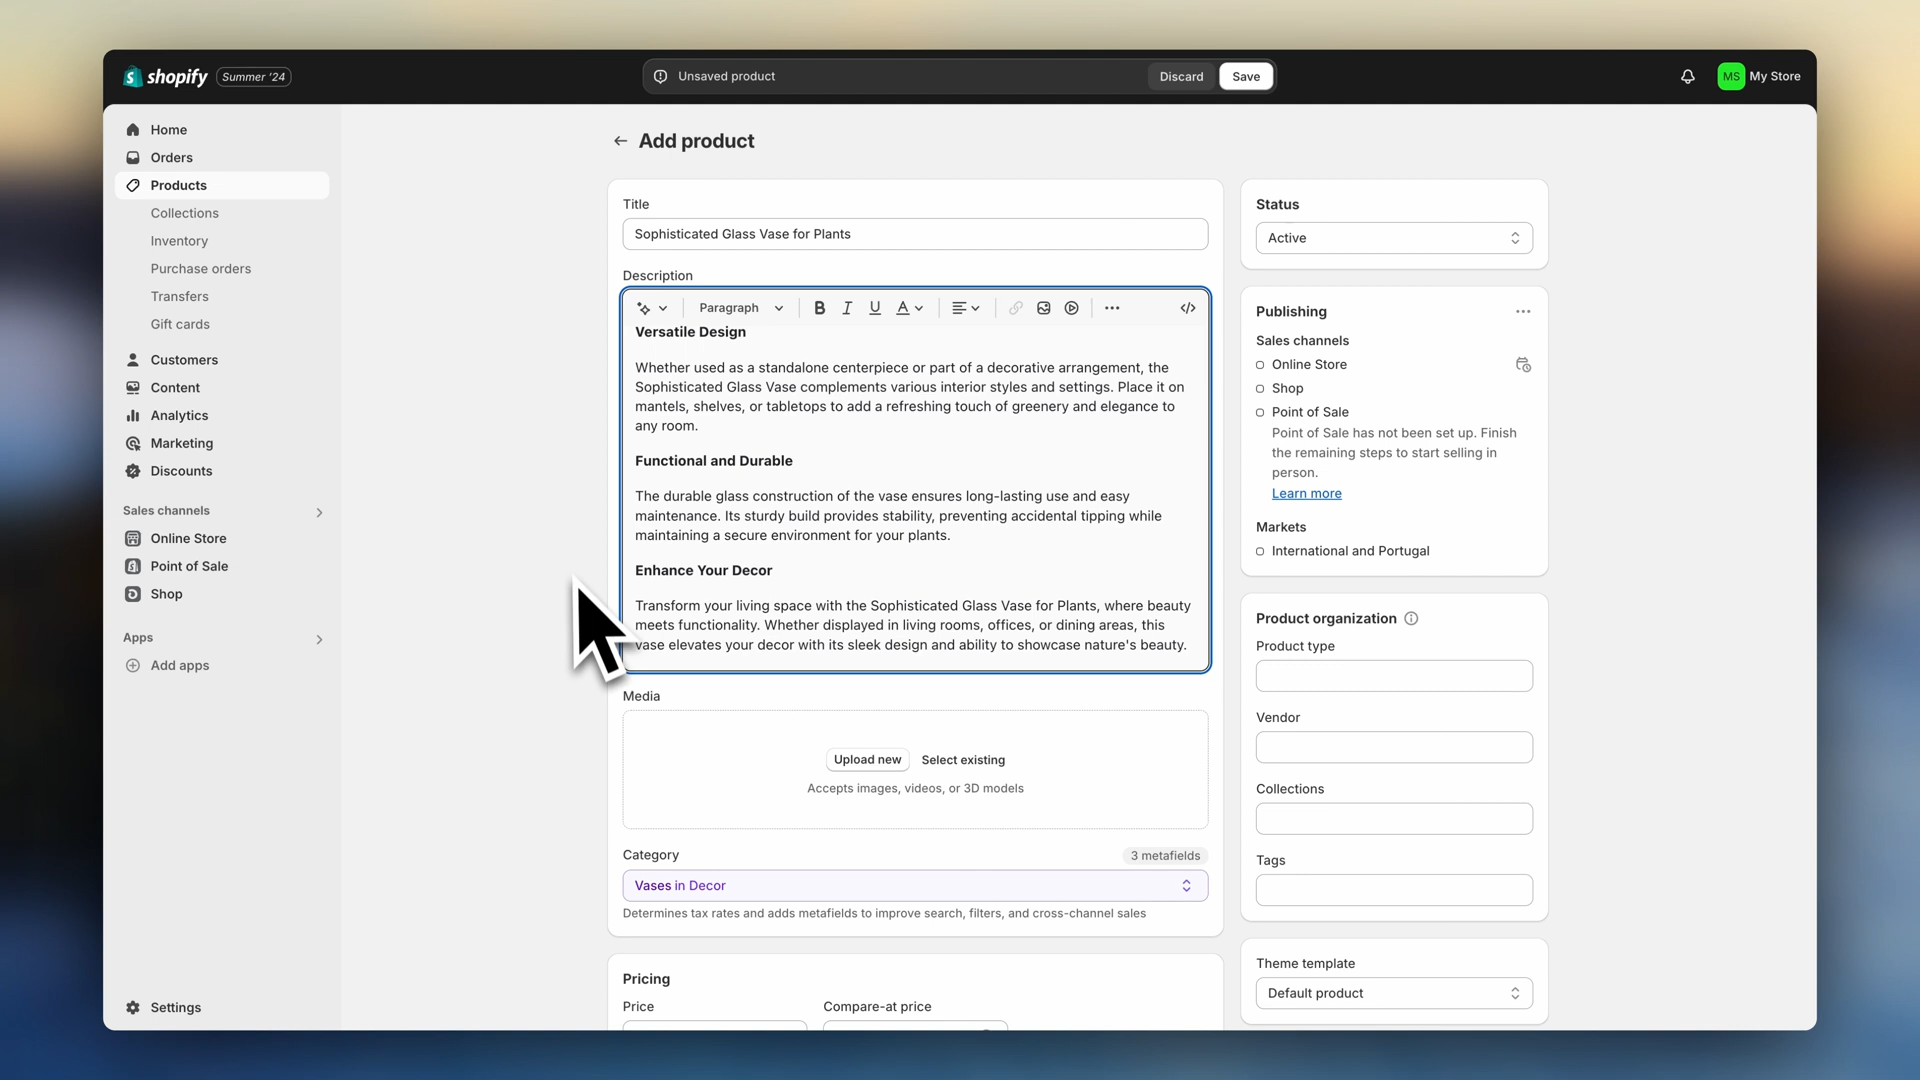 shopify Summer '24
Unsaved product
Discard
Save
MS My Store
Home
Orders
Products
Collections
Inventory
Purchase orders
Transfers
Gift cards
Customers
Content
Analytics
Marketing
Discounts
Sales channels
Online Store
Point of Sale
Shop
Apps
Add apps
Settings
Add product
Title
Sophisticated Glass Vase for Plants
Description
Paragraph
Versatile Design
Whether used as a standalone centerpiece or part of a decorative arrangement, the
Sophisticated Glass Vase complements various interior styles and settings. Place it on
mantels, shelves, or tabletops to add a refreshing touch of greenery and elegance to
any room.
Functional and Durable
The durable glass construction of the vase ensures long-lasting use and easy
maintenance. Its sturdy build provides stability, preventing accidental tipping while
maintaining a secure environment for your plants.
Enhance Your Decor
Transform your living space with the Sophisticated Glass Vase for Plants, where beauty
meets functionality. Whether displayed in living rooms, offices, or dining areas, this
vase elevates your decor with its sleek design and ability to showcase nature's beauty.
Media
Upload new Select existing
Accepts images, videos, or 3D models
Category
3 metafields
Vases in Decor
Determines tax rates and adds metafields to improve search, filters, and cross-channel sales
Pricing
Price
Compare-at price
Status
Active
Publishing
Sales channels
Online Store
Shop
Point of Sale
Point of Sale has not been set up. Finish
the remaining steps to start selling in
person.
Learn more
Markets
International and Portugal
Product organization
Product type
Vendor
Collections
Tags
Theme template
Default product